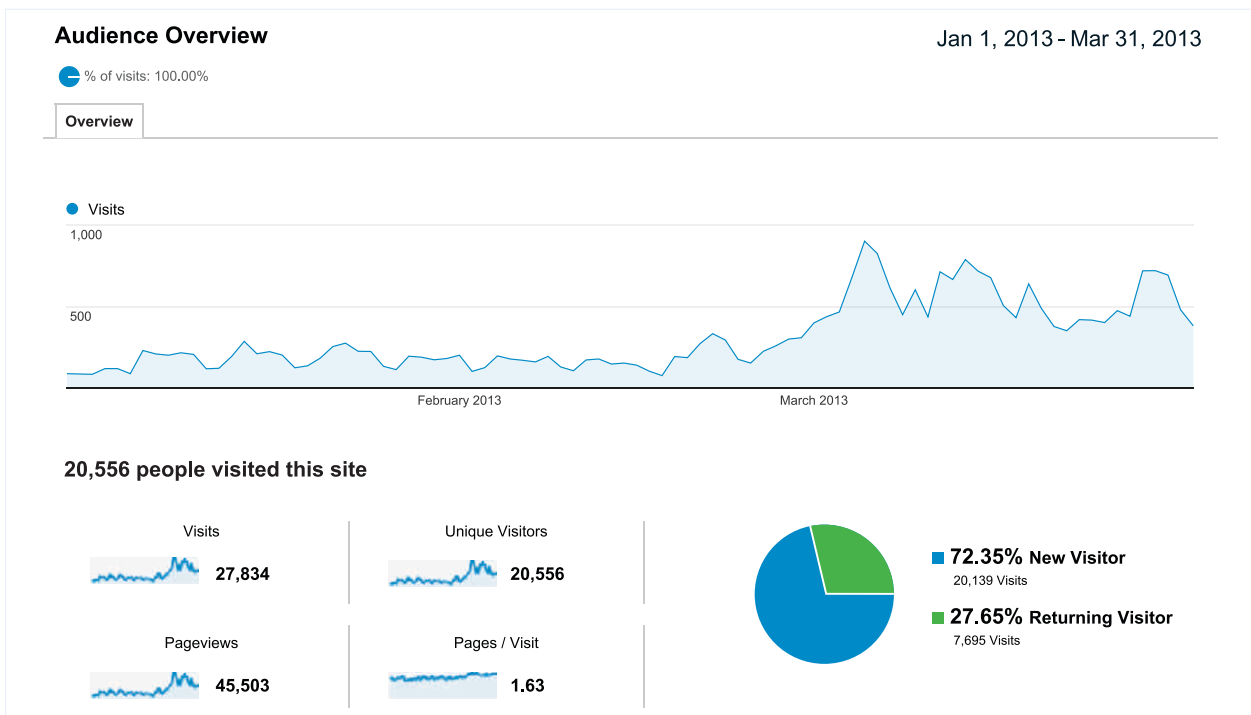 Audience Overview
Jan 1, 2013 - Mar 31, 2013
% of visits: 100.00%
Overview
Visits
1,000
500
February 2013
March 2013
20,556 people visited this site
Visits
27,834
Unique Visitors
20,556
Pageviews
45,503
Pages / Visit
1.63
72.35% New Visitor
20,139 Visits
27.65% Returning Visitor
7,695 Visits